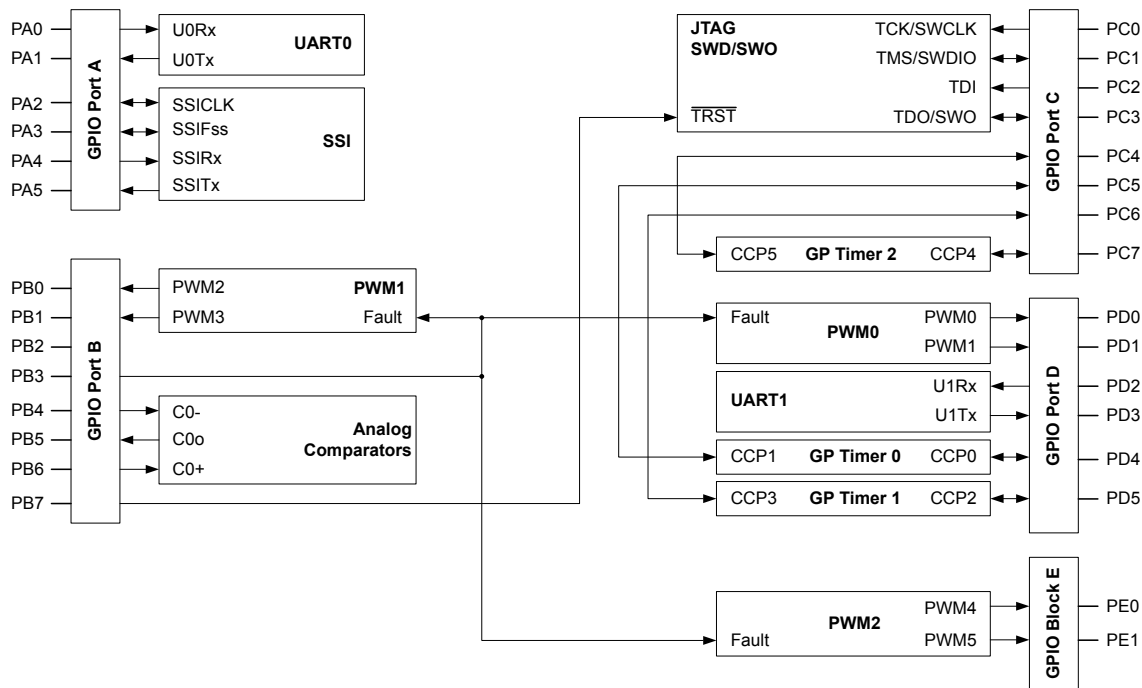 PA0
PA1
PA2
PA3
PA4
PA5
GPIO Port A
U0Rx
U0Tx
UART0
SSICLK
SSIFss
SSIRx
SSITx
SSI
PB0
PB1
PB2
PB3
PB4
PB5
PB6
PB7
GPIO Port B
PWM2
PWM3
PWM1
Fault
C0-
C0o
C0+
Analog
Comparators
JTAG
SWD/SWO
TRST
TCK/SWCLK
TMS/SWDIO
TDI
TDO/SWO
CCP5
GP Timer 2
CCP4
GPIO Port C
PC0
PC1
PC2
PC3
PC4
PC5
PC6
PC7
Fault
PWM0
PWM0
PWM1
UART1
U1Rx
U1Tx
CCP1
GP Timer 0
CCP0
CCP3
GP Timer 1
CCP2
GPIO Port D
PD0
PD1
PD2
PD3
PD4
PD5
Fault
PWM2
PWM4
PWM5
GPIO Block E
PE0
PE1